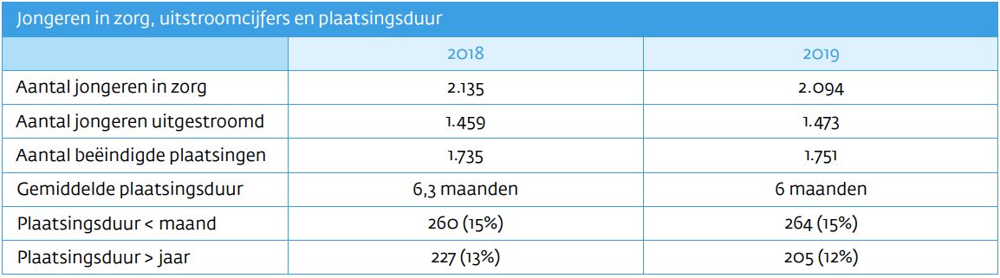 Jongeren in zorg, uitstroomcijfers en plaatsingsduur
2018 2019
Aantal jongeren in zorg 2.135 2.094
Aantal jongeren uitgestroomd 1.459 1.473
Aantal beëindigde plaatsingen 1.735 1.751
Gemiddelde plaatsingsduur 6,3 maanden 6 maanden
Plaatsingsduur < maand 260 (15%) 264 (15%)
Plaatsingsduur > jaar 227 (13%) 205 (12%)